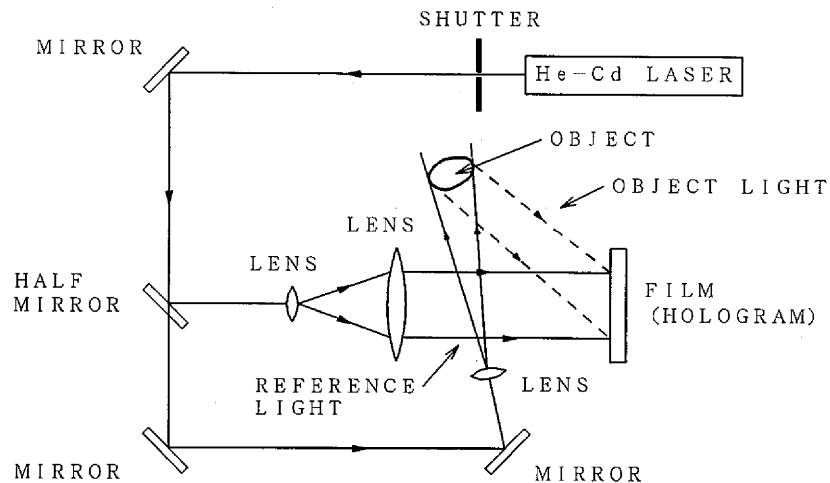 SHUTTER
MIRROR
He-Cd LASER
OBJECT
OBJECT LIGHT
LENS
LENS
HALF
MIRROR
FILM
(HOLOGRAM)
REFERENCE
LIGHT
LENS
MIRROR
MIRROR